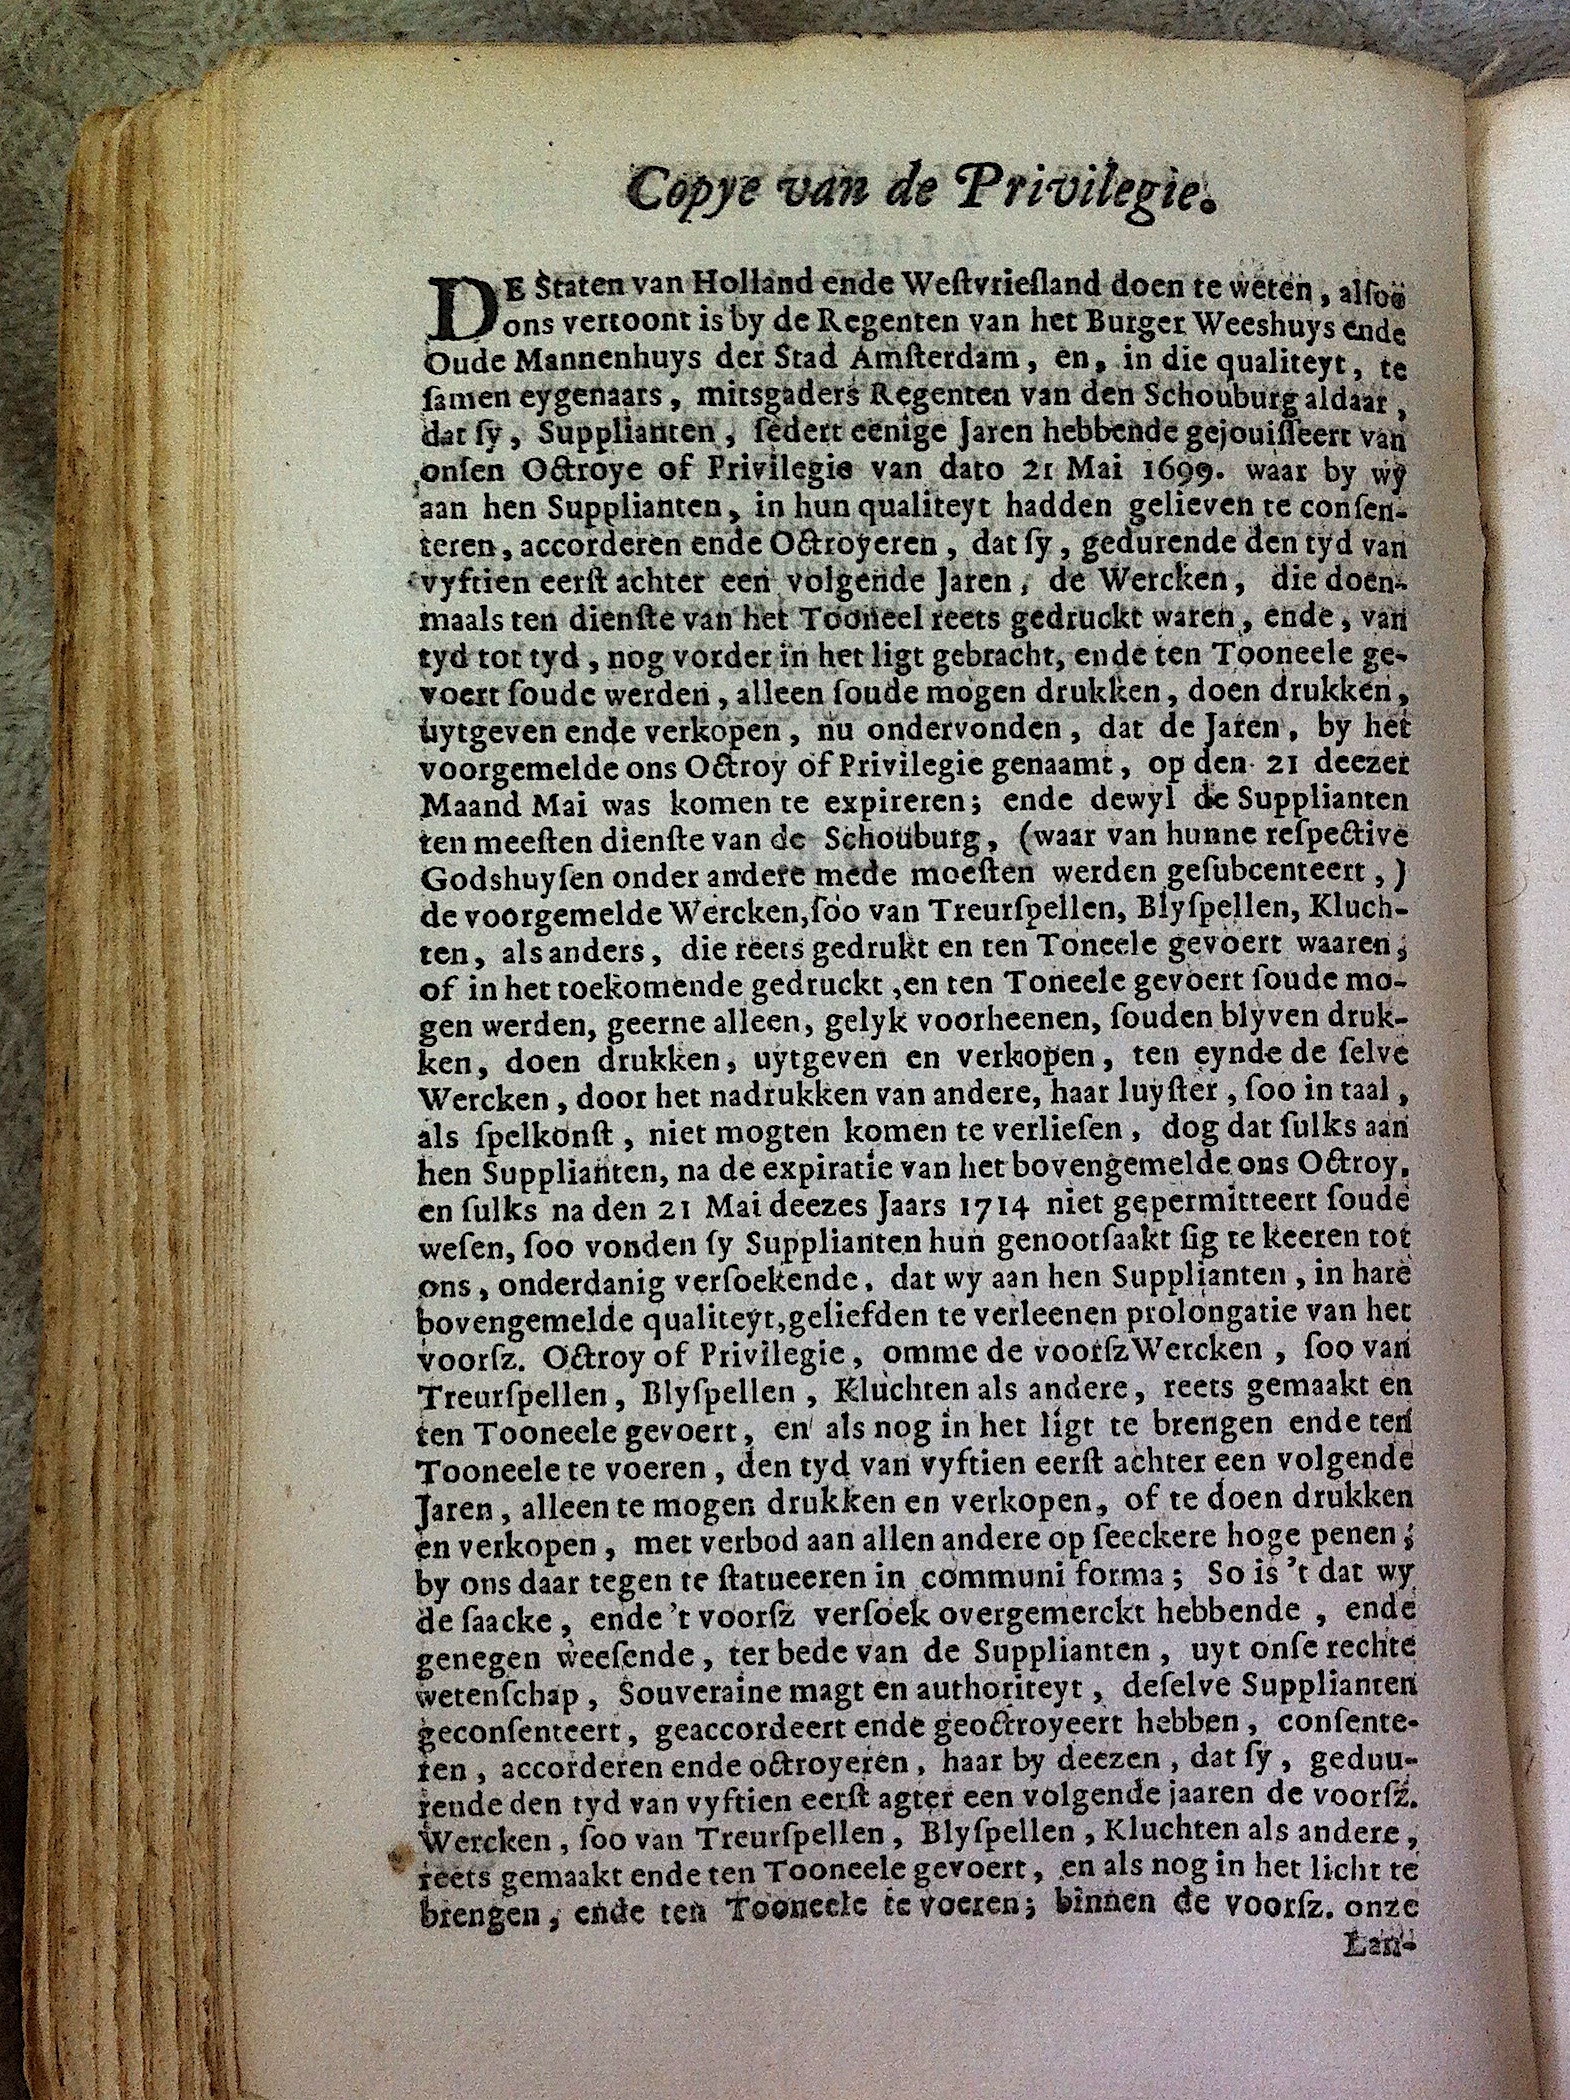 Copye van de Privilegie.
DE Staten van Holland ende Weſtvrieſland doen te weten, alſoo
ons vertoont is by de Regenten van het Burger Weeshuys ende
Oude Mannenhuys der Stad Amſterdam, en, in die qualiteyt, te
ſamen eygenaars, mitsgaders Regenten van den Schouburg aldaar,
dat ſy, Supplianten, ſedert eenige Jaren hebbende gejouiſſeert van
onſen Octroye of Privilegie van dato 21 Mai 1699. waar by wy
aan hen Supplianten, in hun qualiteyt hadden gelieven te conſen-
teren, accorderen ende Octroyeren, dat ſy, gedurende den tyd van
vyftien eerſt achter een volgende Jaren, de Wercken, die doen-
maals ten dienſte van het Tooneel reets gedruckt waren, ende, van
tyd tot tyd, nog vorder in het ligt gebracht, ende ten Tooneele ge-
voert ſoude werden, alleen ſoude mogen drukken, doen drukken,
uytgeven ende verkopen, nu ondervonden, dat de Jaren, by het
voorgemelde ons Octroy of Privilegie genaamt, op den 21 deezer
Maand Mai was komen te expireren; ende dewyl de Supplianten
ten meeſten dienſte van de Schouburg, (waar van hunne reſpective
Godshuyſen onder andere mede moeſten werden geſubcenteert,)
de voorgemelde Wercken, ſoo van Treurſpellen, Blyſpellen, Kluch-
ten, als anders, die reets gedrukt en ten Toneele gevoert waaren,
of in het toekomende gedruckt, en ten Toneele gevoert ſoude mo-
gen werden, geerne alleen, gelyk voorheenen, ſouden blyven druk-
ken, doen drukken, uytgeven en verkopen, ten eynde de ſelve
Wercken, door het nadrukken van andere, haar luyſter, ſoo in taal,
als ſpelkonſt, niet mogten komen te verlieſen, dog dat ſulks aan
hen Supplianten, na de expiratie van het bovengemelde ons Octroy,
en ſulks na den 21 Mai deezes Jaars 1714 niet gepermitteert ſoude
weſen, ſoo vonden ſy Supplianten hun genootſaakt ſig te keeren tot
ons, onderdanig verſoekende, dat wy aan hen Supplianten, in hare
bovengemelde qualiteyt, geliefden te verleenen prolongatie van het
voorſz. Octroy of Privilegie, omme de voorſz Wercken, ſoo van
Treurſpellen, Blyſpellen, Kluchten als andere, reets gemaakt en
ten Tooneele gevoert, en als nog in het ligt te brengen ende ten
Tooneele te voeren, den tyd van vyftien eerſt achter een volgende
Jaren, alleen te mogen drukken en verkopen, of te doen drukken
en verkopen, met verbod aan allen andere op ſeeckere hoge penen;
by ons daar tegen te ſtatueeren in communi forma; So is 't dat wy
de ſaacke, ende 't voorſz verſoek overgemerckt hebbende, ende
genegen weeſende, ter bede van de Supplianten, uyt onſe rechte
wetenſchap, Souveraine magt en authoriteyt, deſelve Supplianten
geconſenteert, geaccordeert ende geoctroyeert hebben, conſente-
ren, accorderen ende octroyeren, haar by deezen, dat ſy, geduu-
rende den tyd van vyftien eerſt agter een volgende jaaren de voorſz.
Wercken, ſoo van Treurſpellen, Blyſpellen, Kluchten als andere,
reets gemaakt ende ten Tooneele gevoert, en als nog in het licht te
brengen, ende ten Tooneele te voeren; binnen de voorſz. onze
Lan-